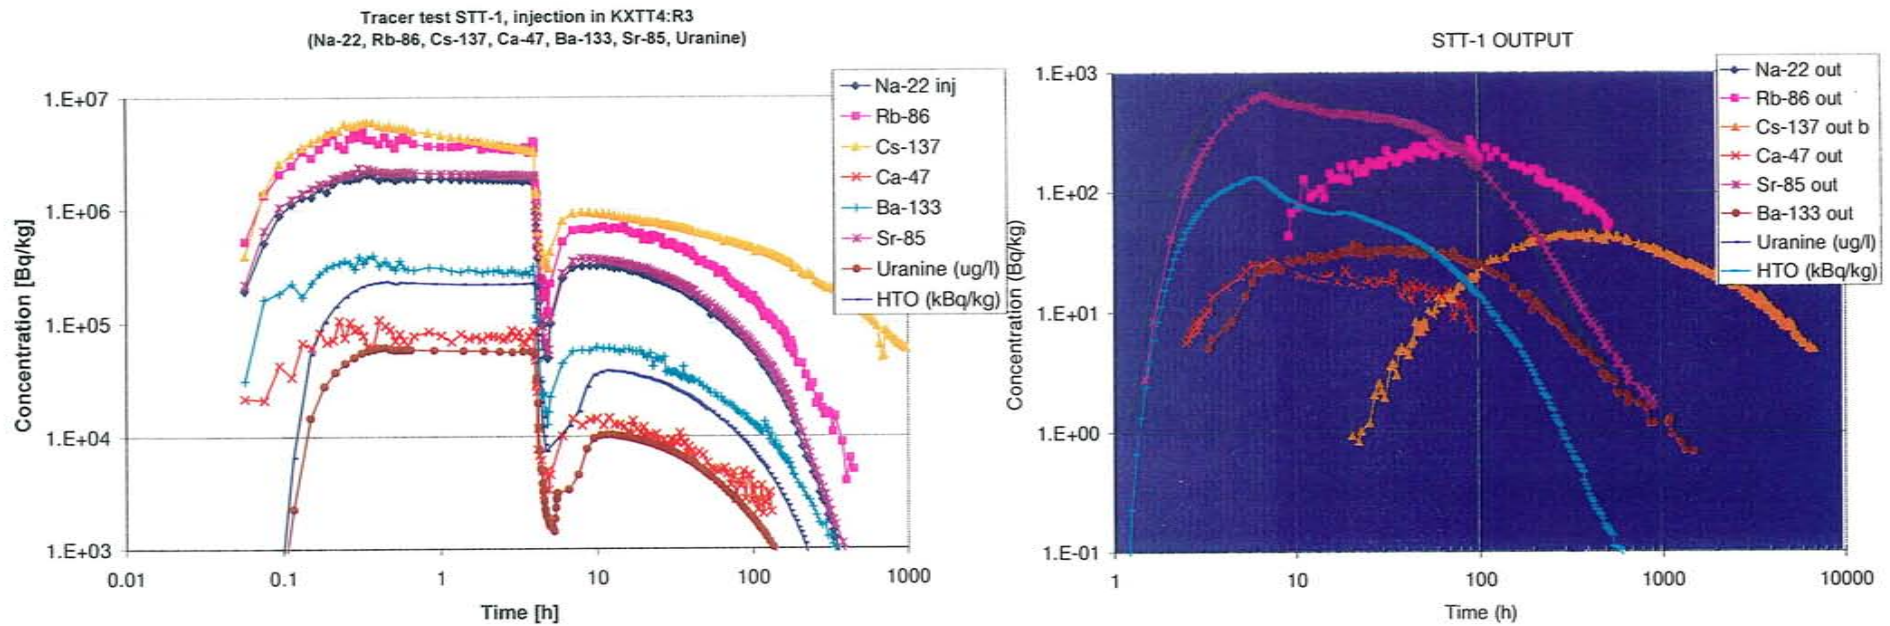 Tracer test STT-1, injection in KXTT4:R3
(Na-22, Rb-86, Cs-137, Ca-47, Ba-133, Sr-85, Uranine)
Concentration [Bq/kg]
1.E+07
1.E+06
1.E+05
1.E+04
1.E+03
0.01
0.1
1
10
100
1000
Time [h]
Na-22 inj
Rb-86
Cs-137
Ca-47
Ba-133
Sr-85
Uranine (ug/l)
HTO (kBq/kg)
STT-1 OUTPUT
Concentration (Bq/kg)
1.E+03
1.E+02
1.E+01
1.E+00
1.E-01
1
10
100
1000
10000
Time (h)
Na-22 out
Rb-86 out
Cs-137 out b
Ca-47 out
Sr-85 out
Ba-133 out
Uranine (ug/l)
HTO (kBq/kg)